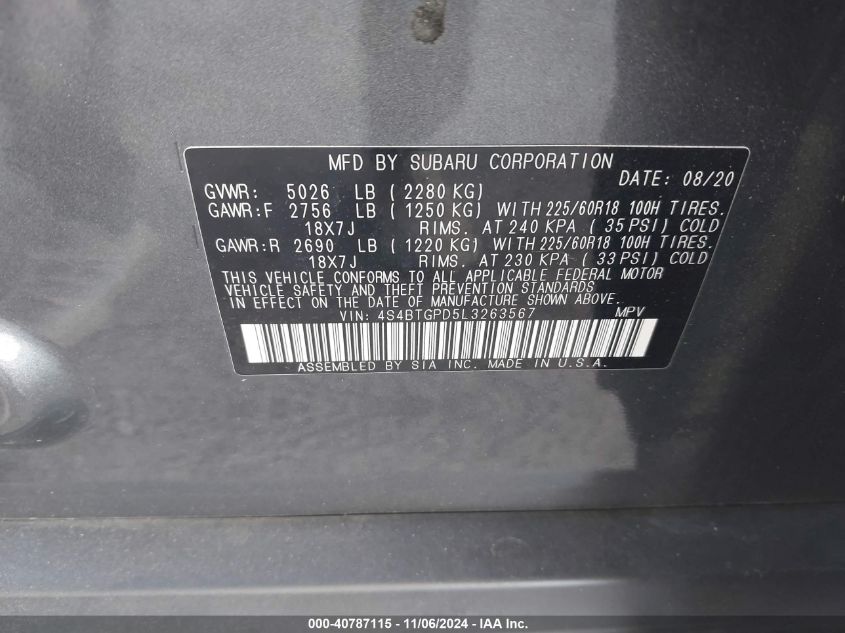 MFD BY SUBARU CORPORATION
DATE: 08/20
GVWR: 5026 LB ( 2280 KG)
GAWR:F 2756 LB ( 1250 KG) WITH 225/60R18 100H TIRES.
18X7J RIMS. AT 240 KPA ( 35 PSI) COLD
GAWR:R 2690 LB ( 1220 KG) WITH 225/60R18 100H TIRES.
18X7J RIMS. AT 230 KPA ( 33 PSI) COLD
THIS VEHICLE CONFORMS TO ALL APPLICABLE FEDERAL MOTOR
VEHICLE SAFETY AND THEFT PREVENTION STANDARDS
IN EFFECT ON THE DATE OF MANUFACTURE SHOWN ABOVE.
VIN: 4S4BTGPD5L3263567 MPV
ASSEMBLED BY SIA INC. MADE IN U.S.A.
000-40787115 - 11/06/2024 - IAA Inc.